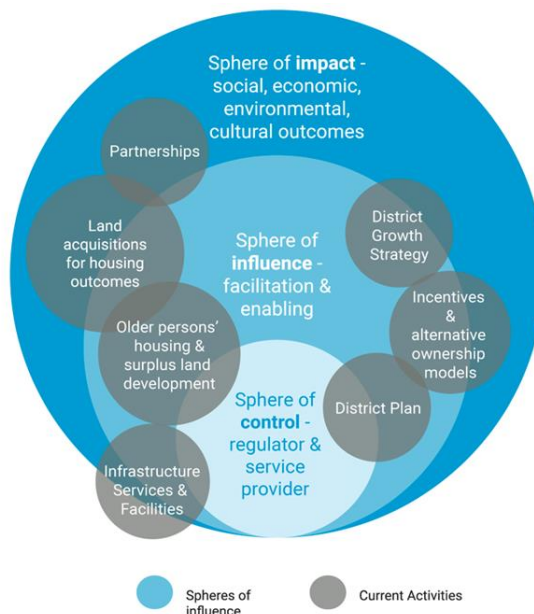 Sphere of impact -
social, economic,
environmental,
cultural outcomes
Partnerships
Land
acquisitions
for housing
outcomes
District
Growth
Strategy
Sphere of
influence -
facilitation &
enabling
Incentives
&
alternative
ownership
models
Older persons’
housing &
surplus land
development
District Plan
Sphere of
control -
regulator &
service
provider
Infrastructure
Services &
Facilities
Spheres of
influence
Current Activities